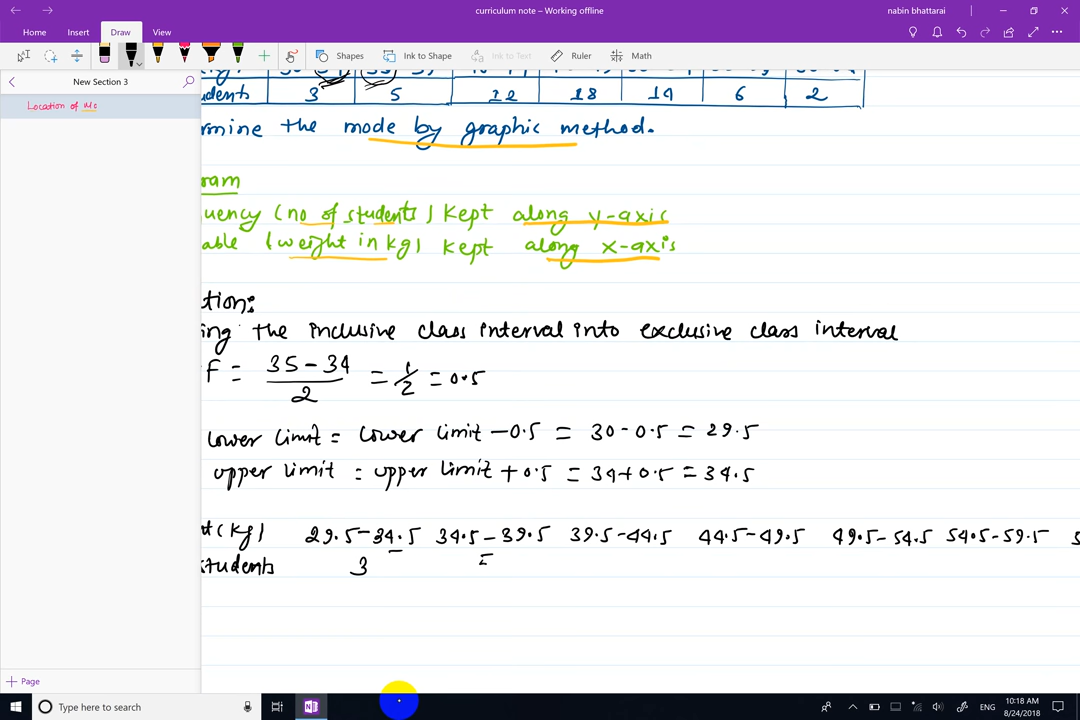 curriculum note – Working offline
nabin bhattarai
Home Insert Draw View
Shapes Ink to Shape Ink to Text Ruler Math
New Section 3
Location of Mo
Page
udents 3 5 12 18 14 6 2
rmine the mode by graphic method.
ram
uency (no of students) Kept along y-axis
able (weight in kg) kept along x-axis
tion:
ing the inclusive class interval into exclusive class interval
F = 35-34 / 2 = 1/2 = 0.5
lower limit = lower limit - 0.5 = 30-0.5 = 29.5
upper limit = upper limit + 0.5 = 34+0.5 = 34.5
t(kg) 29.5-34.5 34.5-39.5 39.5-44.5 44.5-49.5 49.5-54.5 54.5-59.5
students 3
Type here to search
ENG
10:18 AM
8/24/2018